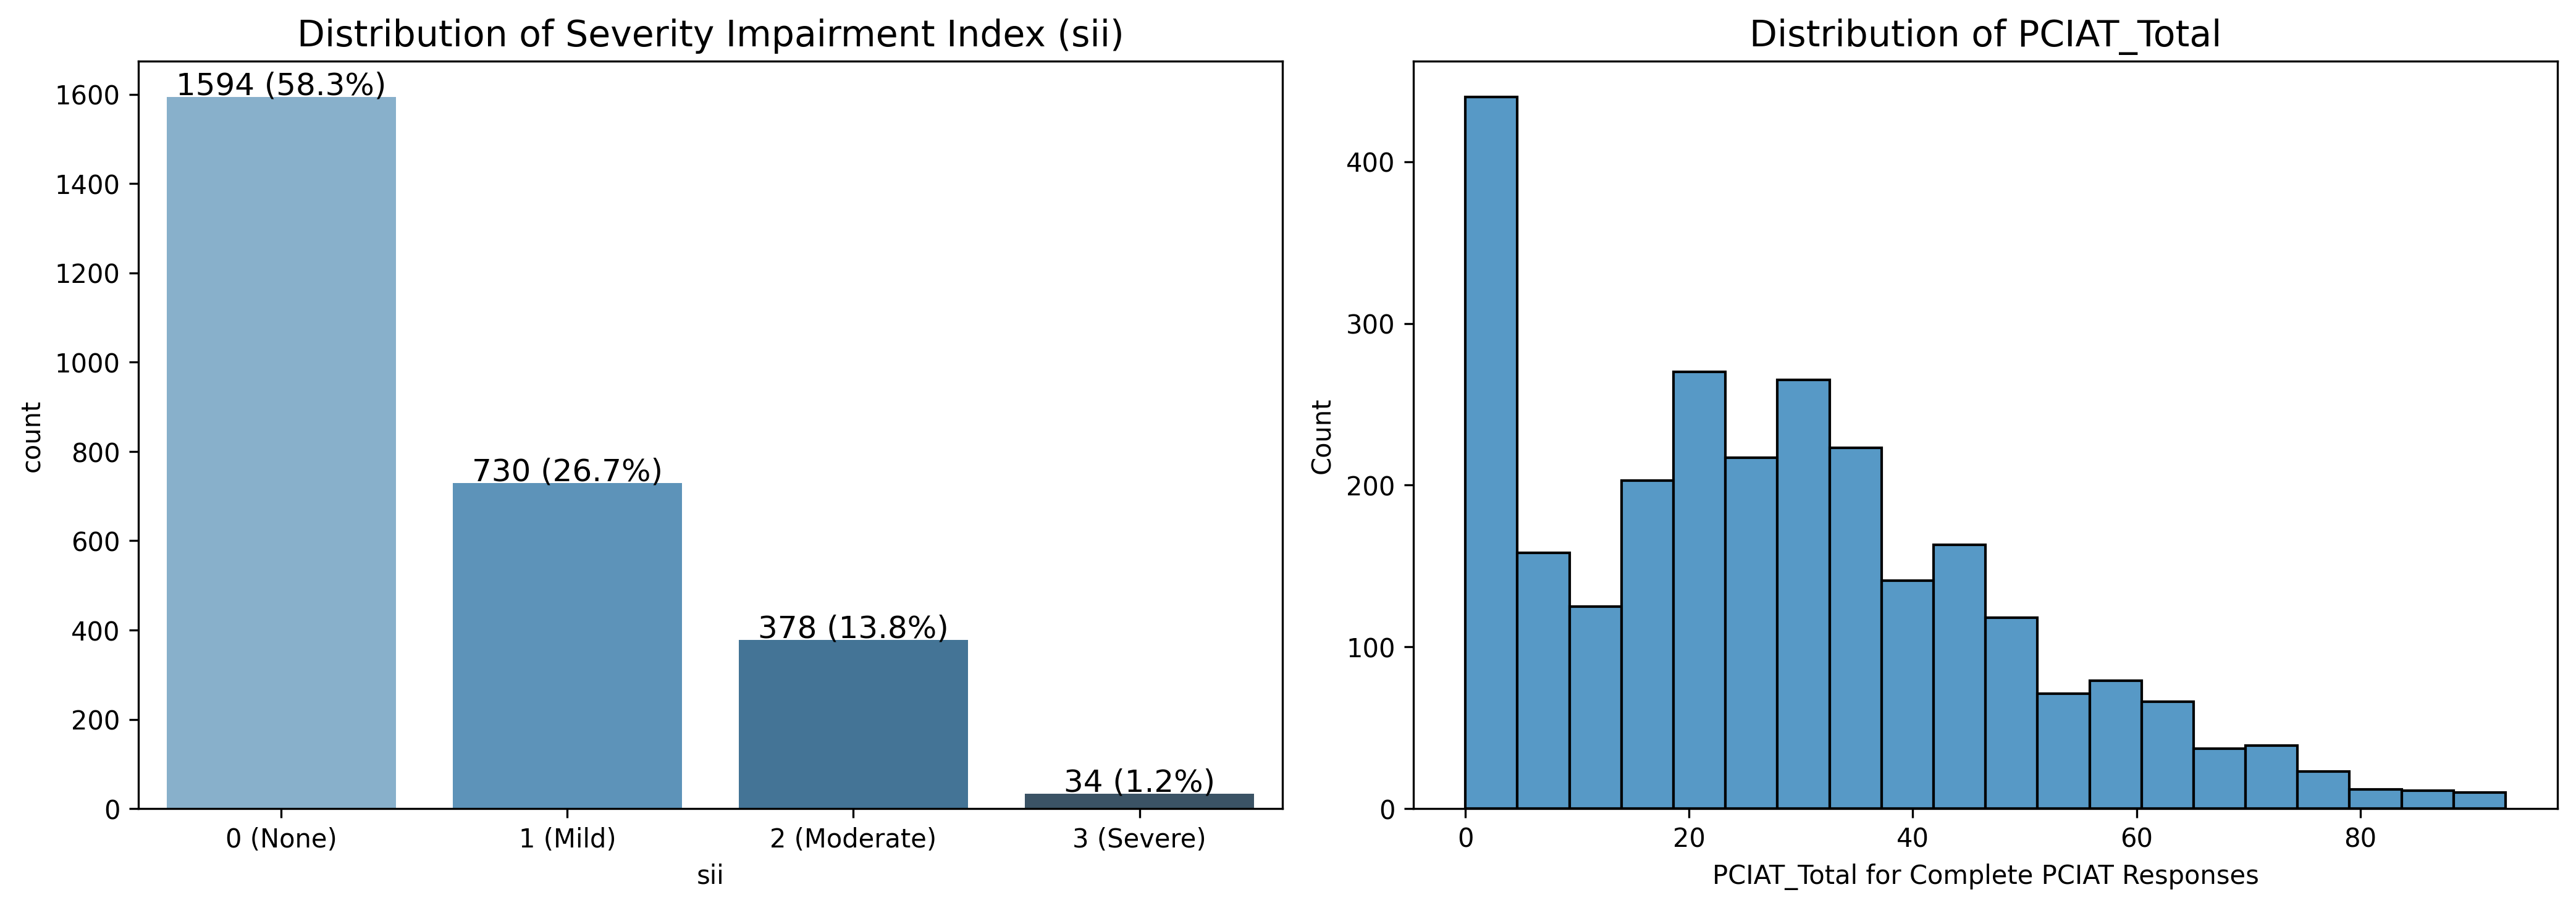 Distribution of Severity Impairment Index (sii)
1594 (58.3%)
730 (26.7%)
378 (13.8%)
34 (1.2%)
1600
1400
1200
1000
800
600
400
200
0
count
0 (None)
1 (Mild)
2 (Moderate)
3 (Severe)
sii
Distribution of PCIAT_Total
400
300
200
100
0
Count
0
20
40
60
80
PCIAT_Total for Complete PCIAT Responses